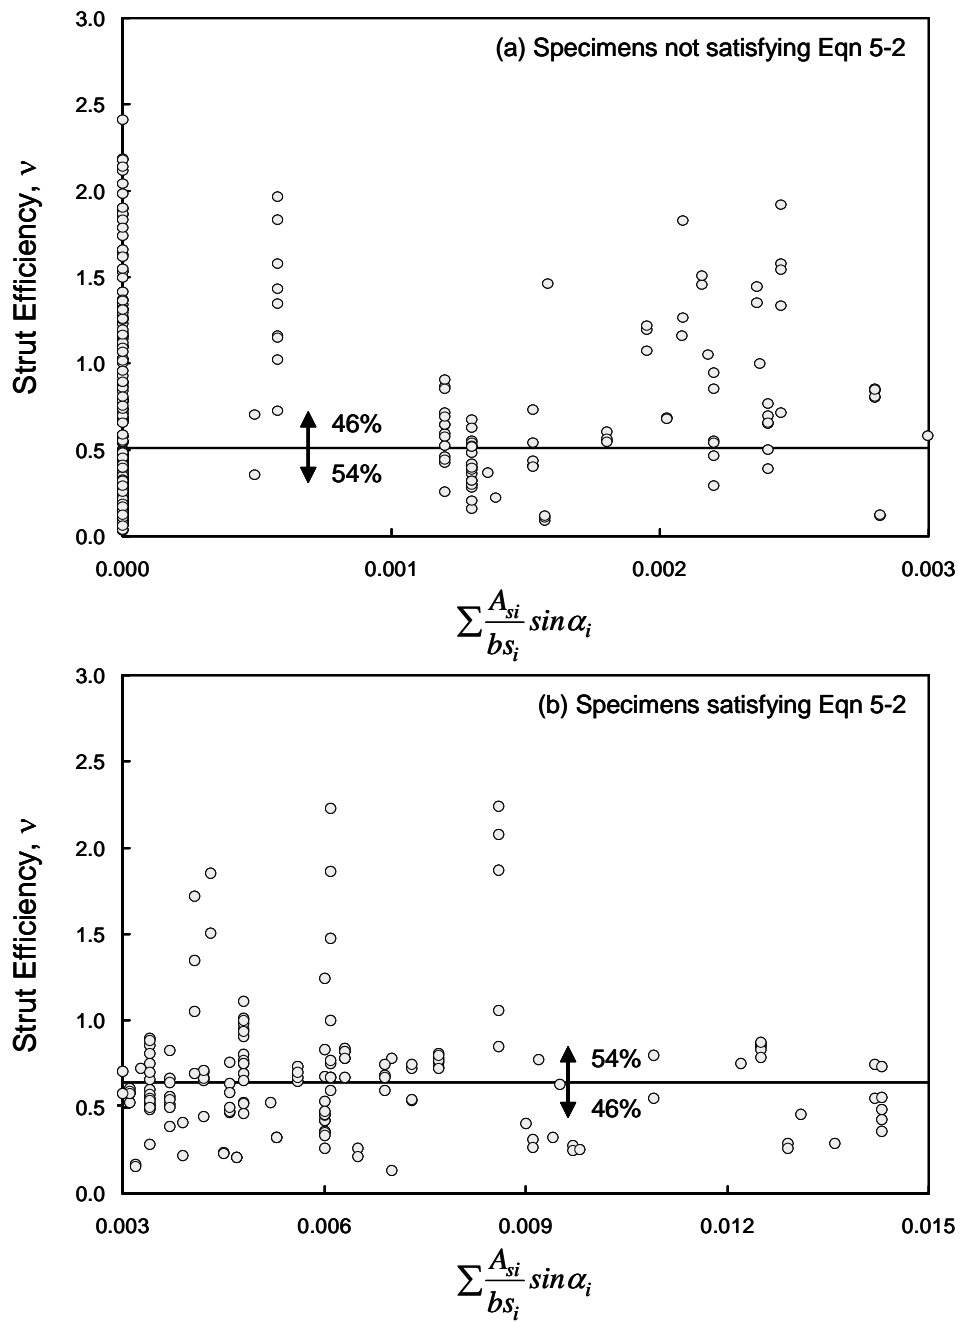 (a) Specimens not satisfying Eqn 5-2
Strut Efficiency, ν
3.0
2.5
2.0
1.5
1.0
0.5
0.0
46%
54%
0.000 0.001 0.002 0.003
∑ A_si / bs_i sin α_i
(b) Specimens satisfying Eqn 5-2
Strut Efficiency, ν
3.0
2.5
2.0
1.5
1.0
0.5
0.0
54%
46%
0.003 0.006 0.009 0.012 0.015
∑ A_si / bs_i sin α_i